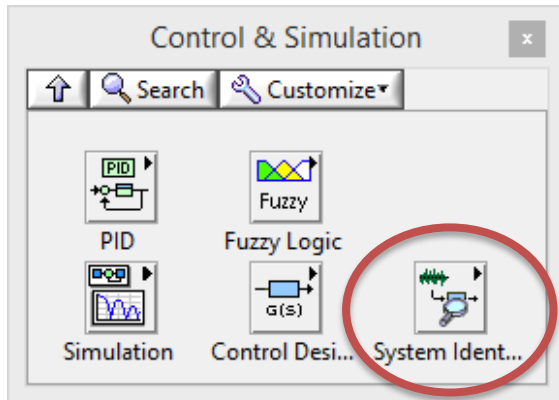 Control & Simulation
x
Search Customize
PID
Fuzzy
PID Fuzzy Logic
G(s)
Simulation Control Desi... System Ident...